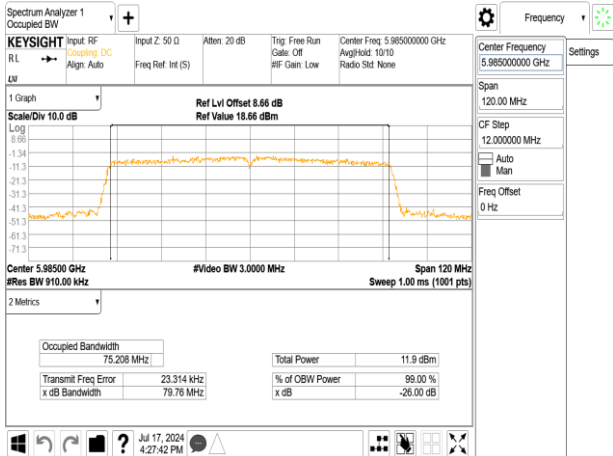 Spectrum Analyzer 1
Occupied BW
Frequency
KEYSIGHT
RL
Input: RF
Coupling: DC
Align: Auto
Input Z: 50 Ω
Freq Ref: Int (S)
Atten: 20 dB
Trig: Free Run
Gate: Off
#IF Gain: Low
Center Freq: 5.985000000 GHz
Avg|Hold: 10/10
Radio Std: None
Center Frequency
5.985000000 GHz
Settings
Span
120.00 MHz
CF Step
12.000000 MHz
Auto
Man
Freq Offset
0 Hz
1 Graph
Scale/Div 10.0 dB
Ref Lvl Offset 8.66 dB
Ref Value 18.66 dBm
Log
8.66
-1.34
-11.3
-21.3
-31.3
-41.3
-51.3
-61.3
-71.3
Center 5.98500 GHz
#Video BW 3.0000 MHz
Span 120 MHz
#Res BW 910.00 kHz
Sweep 1.00 ms (1001 pts)
2 Metrics
Occupied Bandwidth
75.208 MHz
Total Power 11.9 dBm
Transmit Freq Error 23.314 kHz
% of OBW Power 99.00 %
x dB Bandwidth 79.76 MHz
x dB -26.00 dB
Jul 17, 2024
4:27:42 PM